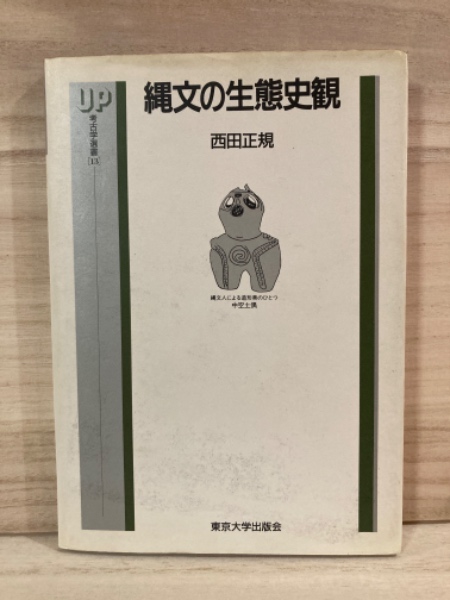 UP
考古学選書[13]
縄文の生態史観
西田正規
縄文人による造形美のひとつ
中空土偶
東京大学出版会